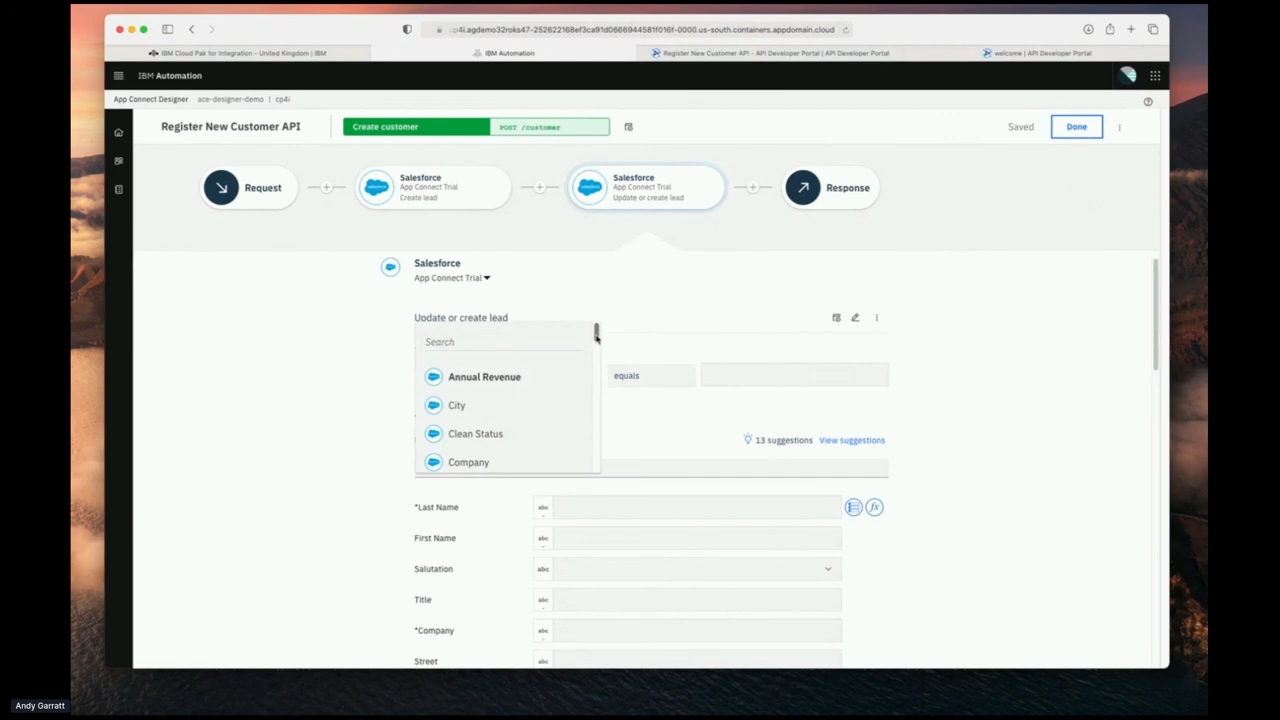 cp4i.agdemo32roks47-252622168ef3ca91d0666944581f016f-0000.us-south.containers.appdomain.cloud
IBM Cloud Pak for Integration - United Kingdom | IBM
IBM Automation
Register New Customer API - API Developer Portal | API Developer Portal
welcome | API Developer Portal
IBM Automation
App Connect Designer ace-designer-demo | cp4i
Register New Customer API
Create customer
POST /customer
Saved
Done
Request
Salesforce
App Connect Trial
Create lead
Salesforce
App Connect Trial
Update or create lead
Response
Salesforce
App Connect Trial
Update or create lead
Search
Annual Revenue
equals
City
Clean Status
13 suggestions View suggestions
Company
*Last Name abc
First Name abc
Salutation abc
Title abc
*Company abc
Street abc
Andy Garratt